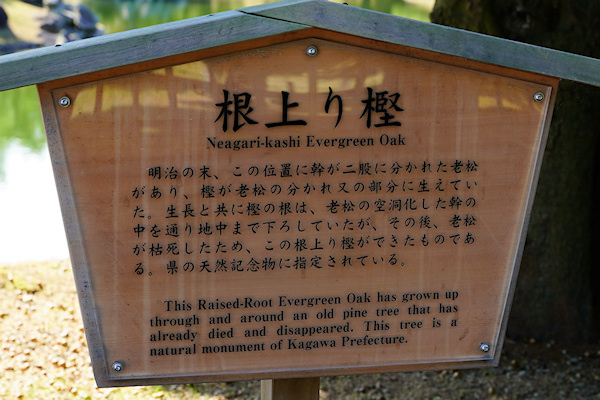 根上り樫
Neagari-kashi Evergreen Oak
明治の末、この位置に幹が二股に分かれた老松
があり、樫が老松の分かれ又の部分に生えてい
た。生長と共に樫の根は、老松の空洞化した幹の
中を通り地中まで下ろしていたが、その後、老松
が枯死したため、この根上り樫ができたものであ
る。県の天然記念物に指定されている。
This Raised-Root Evergreen Oak has grown up
through and around an old pine tree that has
already died and disappeared. This tree is a
natural monument of Kagawa Prefecture.